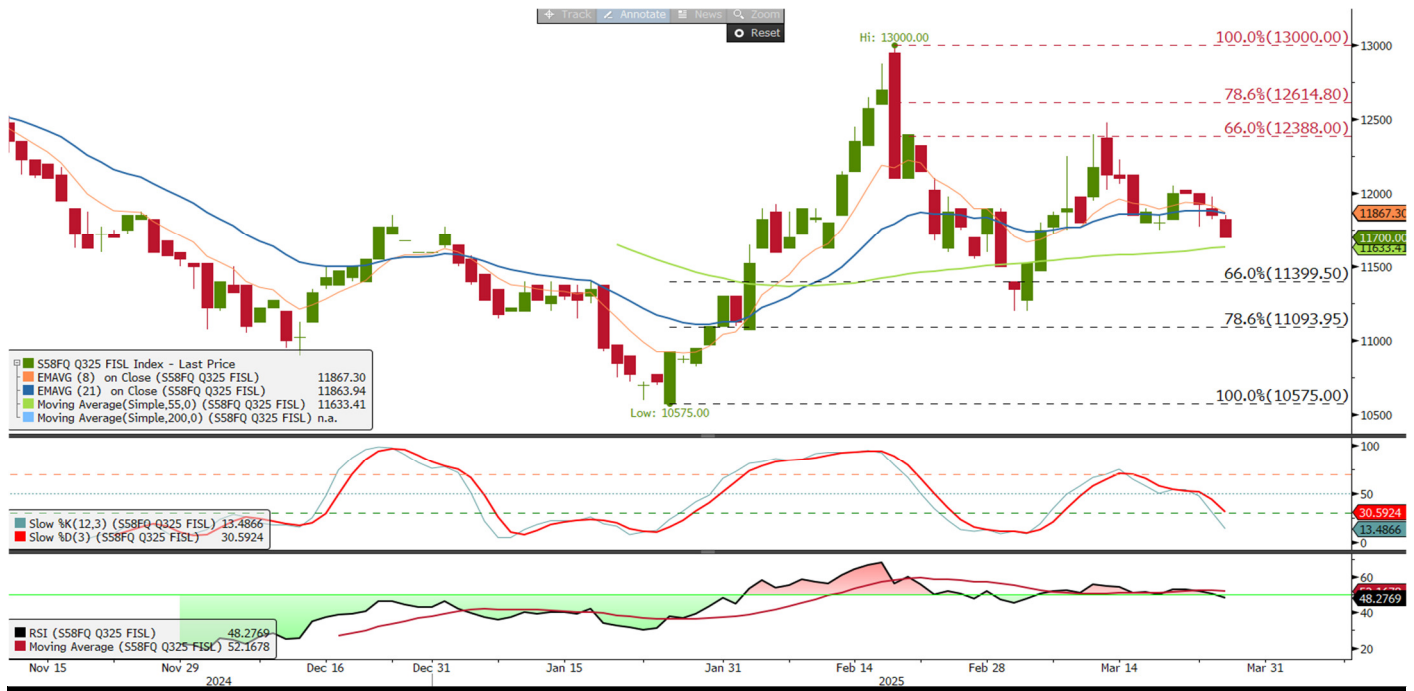 Track Annotate News Zoom
Reset
Hi: 13000.00
100.0%(13000.00)
78.6%(12614.80)
66.0%(12388.00)
66.0%(11399.50)
78.6%(11093.95)
100.0%(10575.00)
Low: 10575.00
13000
12500
12000
11867.30
11700.00
11633.41
11500
11000
10500
S58FQ Q325 FISL Index - Last Price
EMAVG (8) on Close (S58FQ Q325 FISL) 11867.30
EMAVG (21) on Close (S58FQ Q325 FISL) 11863.94
Moving Average(Simple,55,0) (S58FQ Q325 FISL) 11633.41
Moving Average(Simple,200,0) (S58FQ Q325 FISL) n.a.
100
50
30.5924
13.4866
0
Slow %K(12,3) (S58FQ Q325 FISL) 13.4866
Slow %D(3) (S58FQ Q325 FISL) 30.5924
60
48.2769
40
20
RSI (S58FQ Q325 FISL) 48.2769
Moving Average (S58FQ Q325 FISL) 52.1678
Nov 15 Nov 29 Dec 16 Dec 31 Jan 15 Jan 31 Feb 14 Feb 28 Mar 14 Mar 31
2024 2025